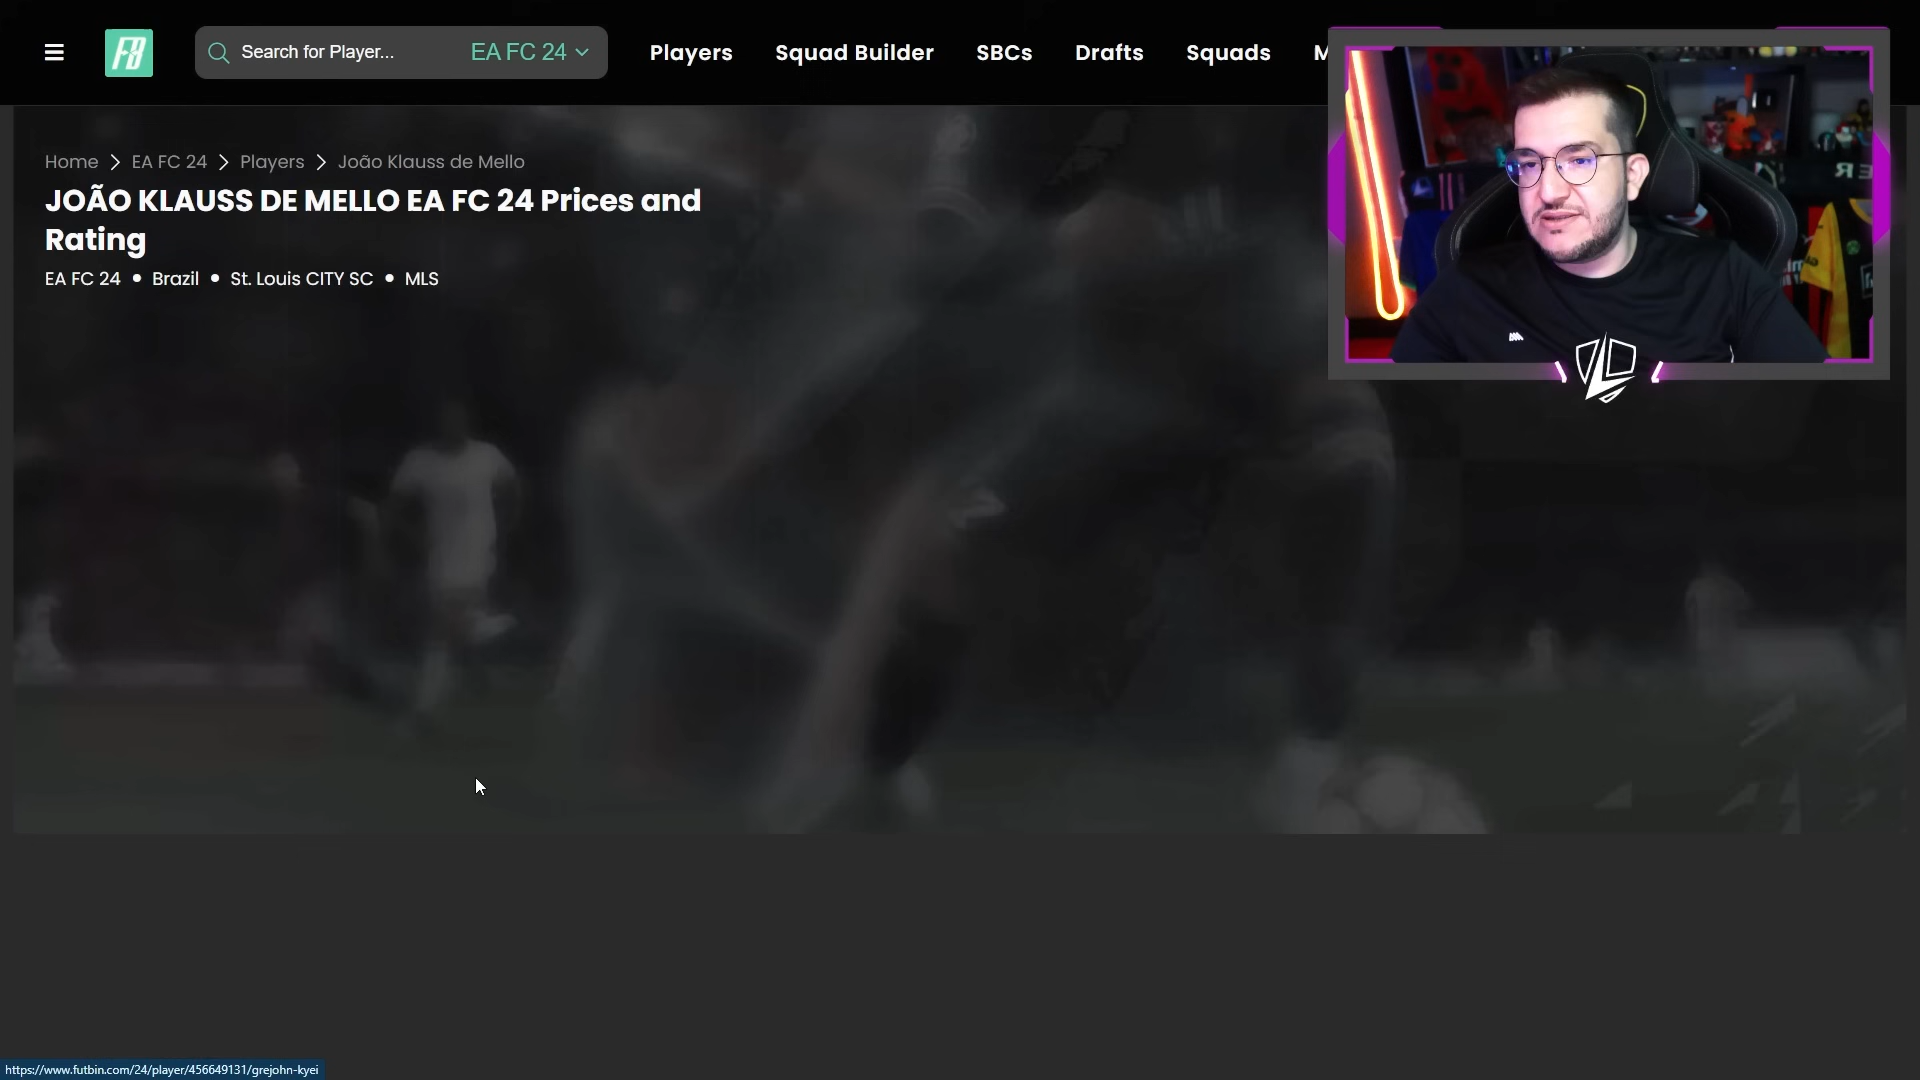 FB
Search for Player...
EA FC 24
Players
Squad Builder
SBCs
Drafts
Squads
M
Home > EA FC 24 > Players > João Klauss de Mello
JOÃO KLAUSS DE MELLO EA FC 24 Prices and
Rating
EA FC 24 • Brazil • St. Louis CITY SC • MLS
https://www.futbin.com/24/player/456649131/grejohn-kyei